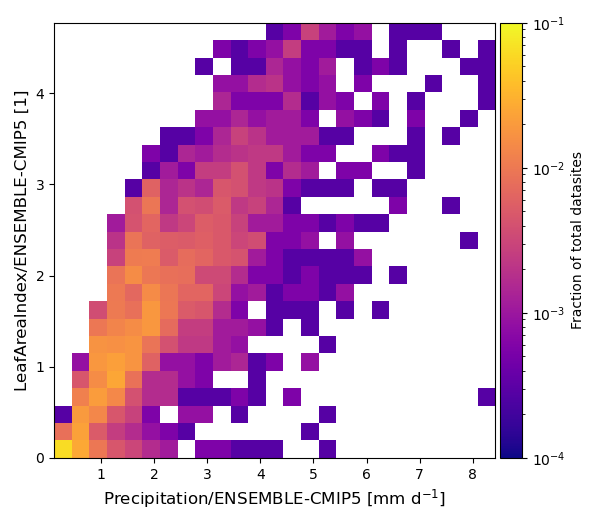 LeafAreaIndex/ENSEMBLE-CMIP5 [1]
4
3
2
1
0
1 2 3 4 5 6 7 8
Precipitation/ENSEMBLE-CMIP5 [mm d⁻¹]
10⁻¹
10⁻²
10⁻³
10⁻⁴
Fraction of total datasites